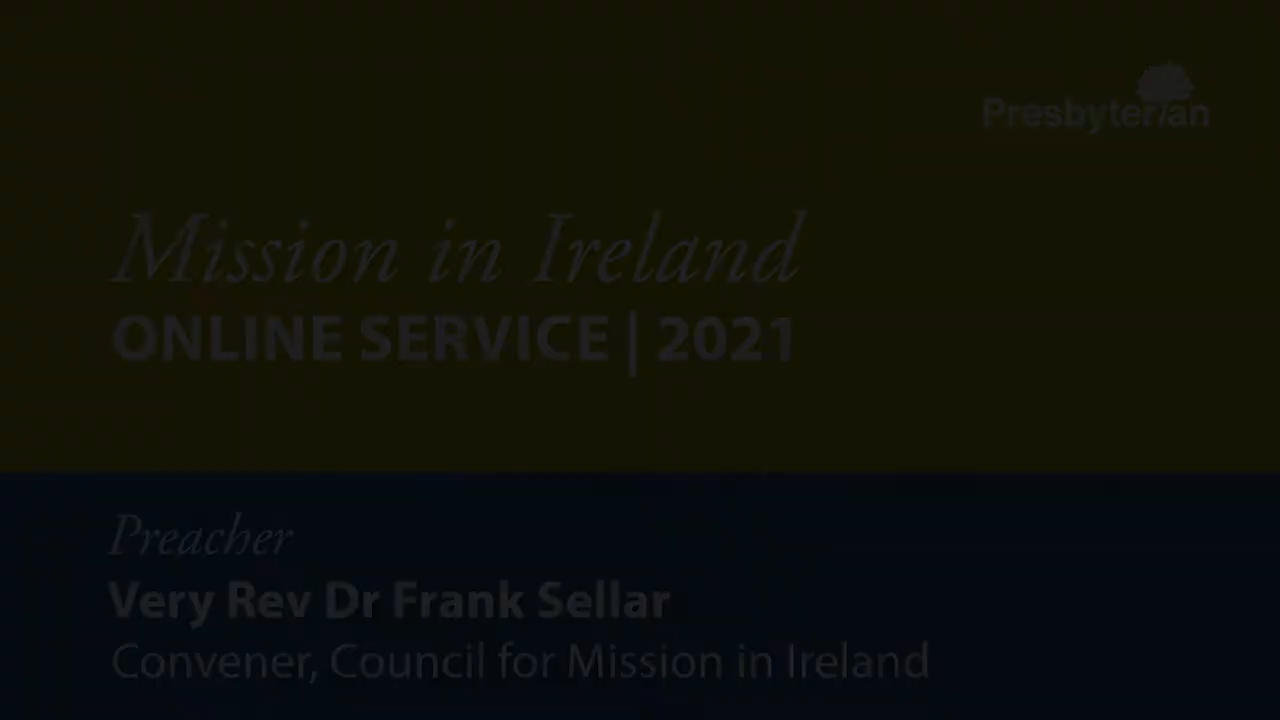 Presbyterian
Mission in Ireland
ONLINE SERVICE | 2021
Preacher
Very Rev Dr Frank Sellar
Convener, Council for Mission in Ireland